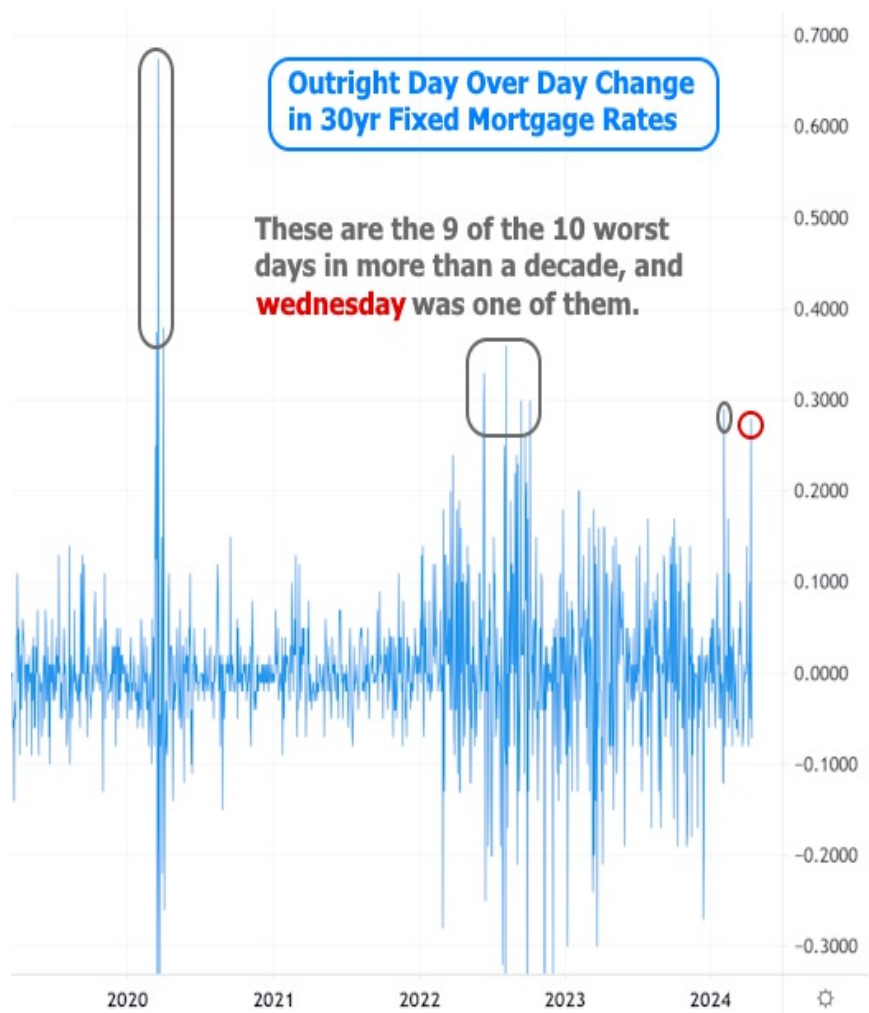 0.7000
Outright Day Over Day Change
in 30yr Fixed Mortgage Rates
0.6000
0.5000
These are the 9 of the 10 worst
days in more than a decade, and
wednesday was one of them.
0.4000
0.3000
0.2000
0.1000
0.0000
-0.1000
-0.2000
-0.3000
2020 2021 2022 2023 2024